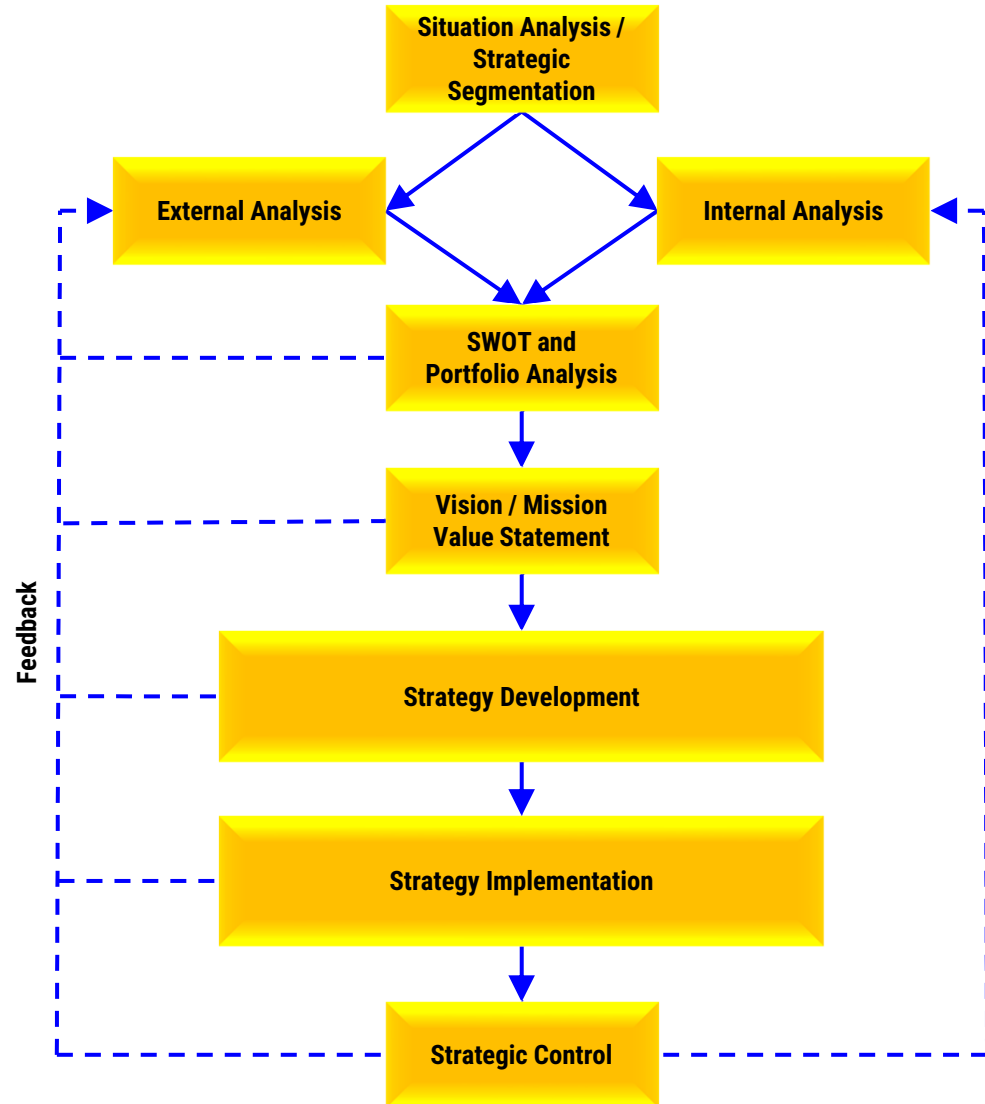 Situation Analysis /
Strategic
Segmentation
External Analysis
Internal Analysis
SWOT and
Portfolio Analysis
Vision / Mission
Value Statement
Feedback
Strategy Development
Strategy Implementation
Strategic Control